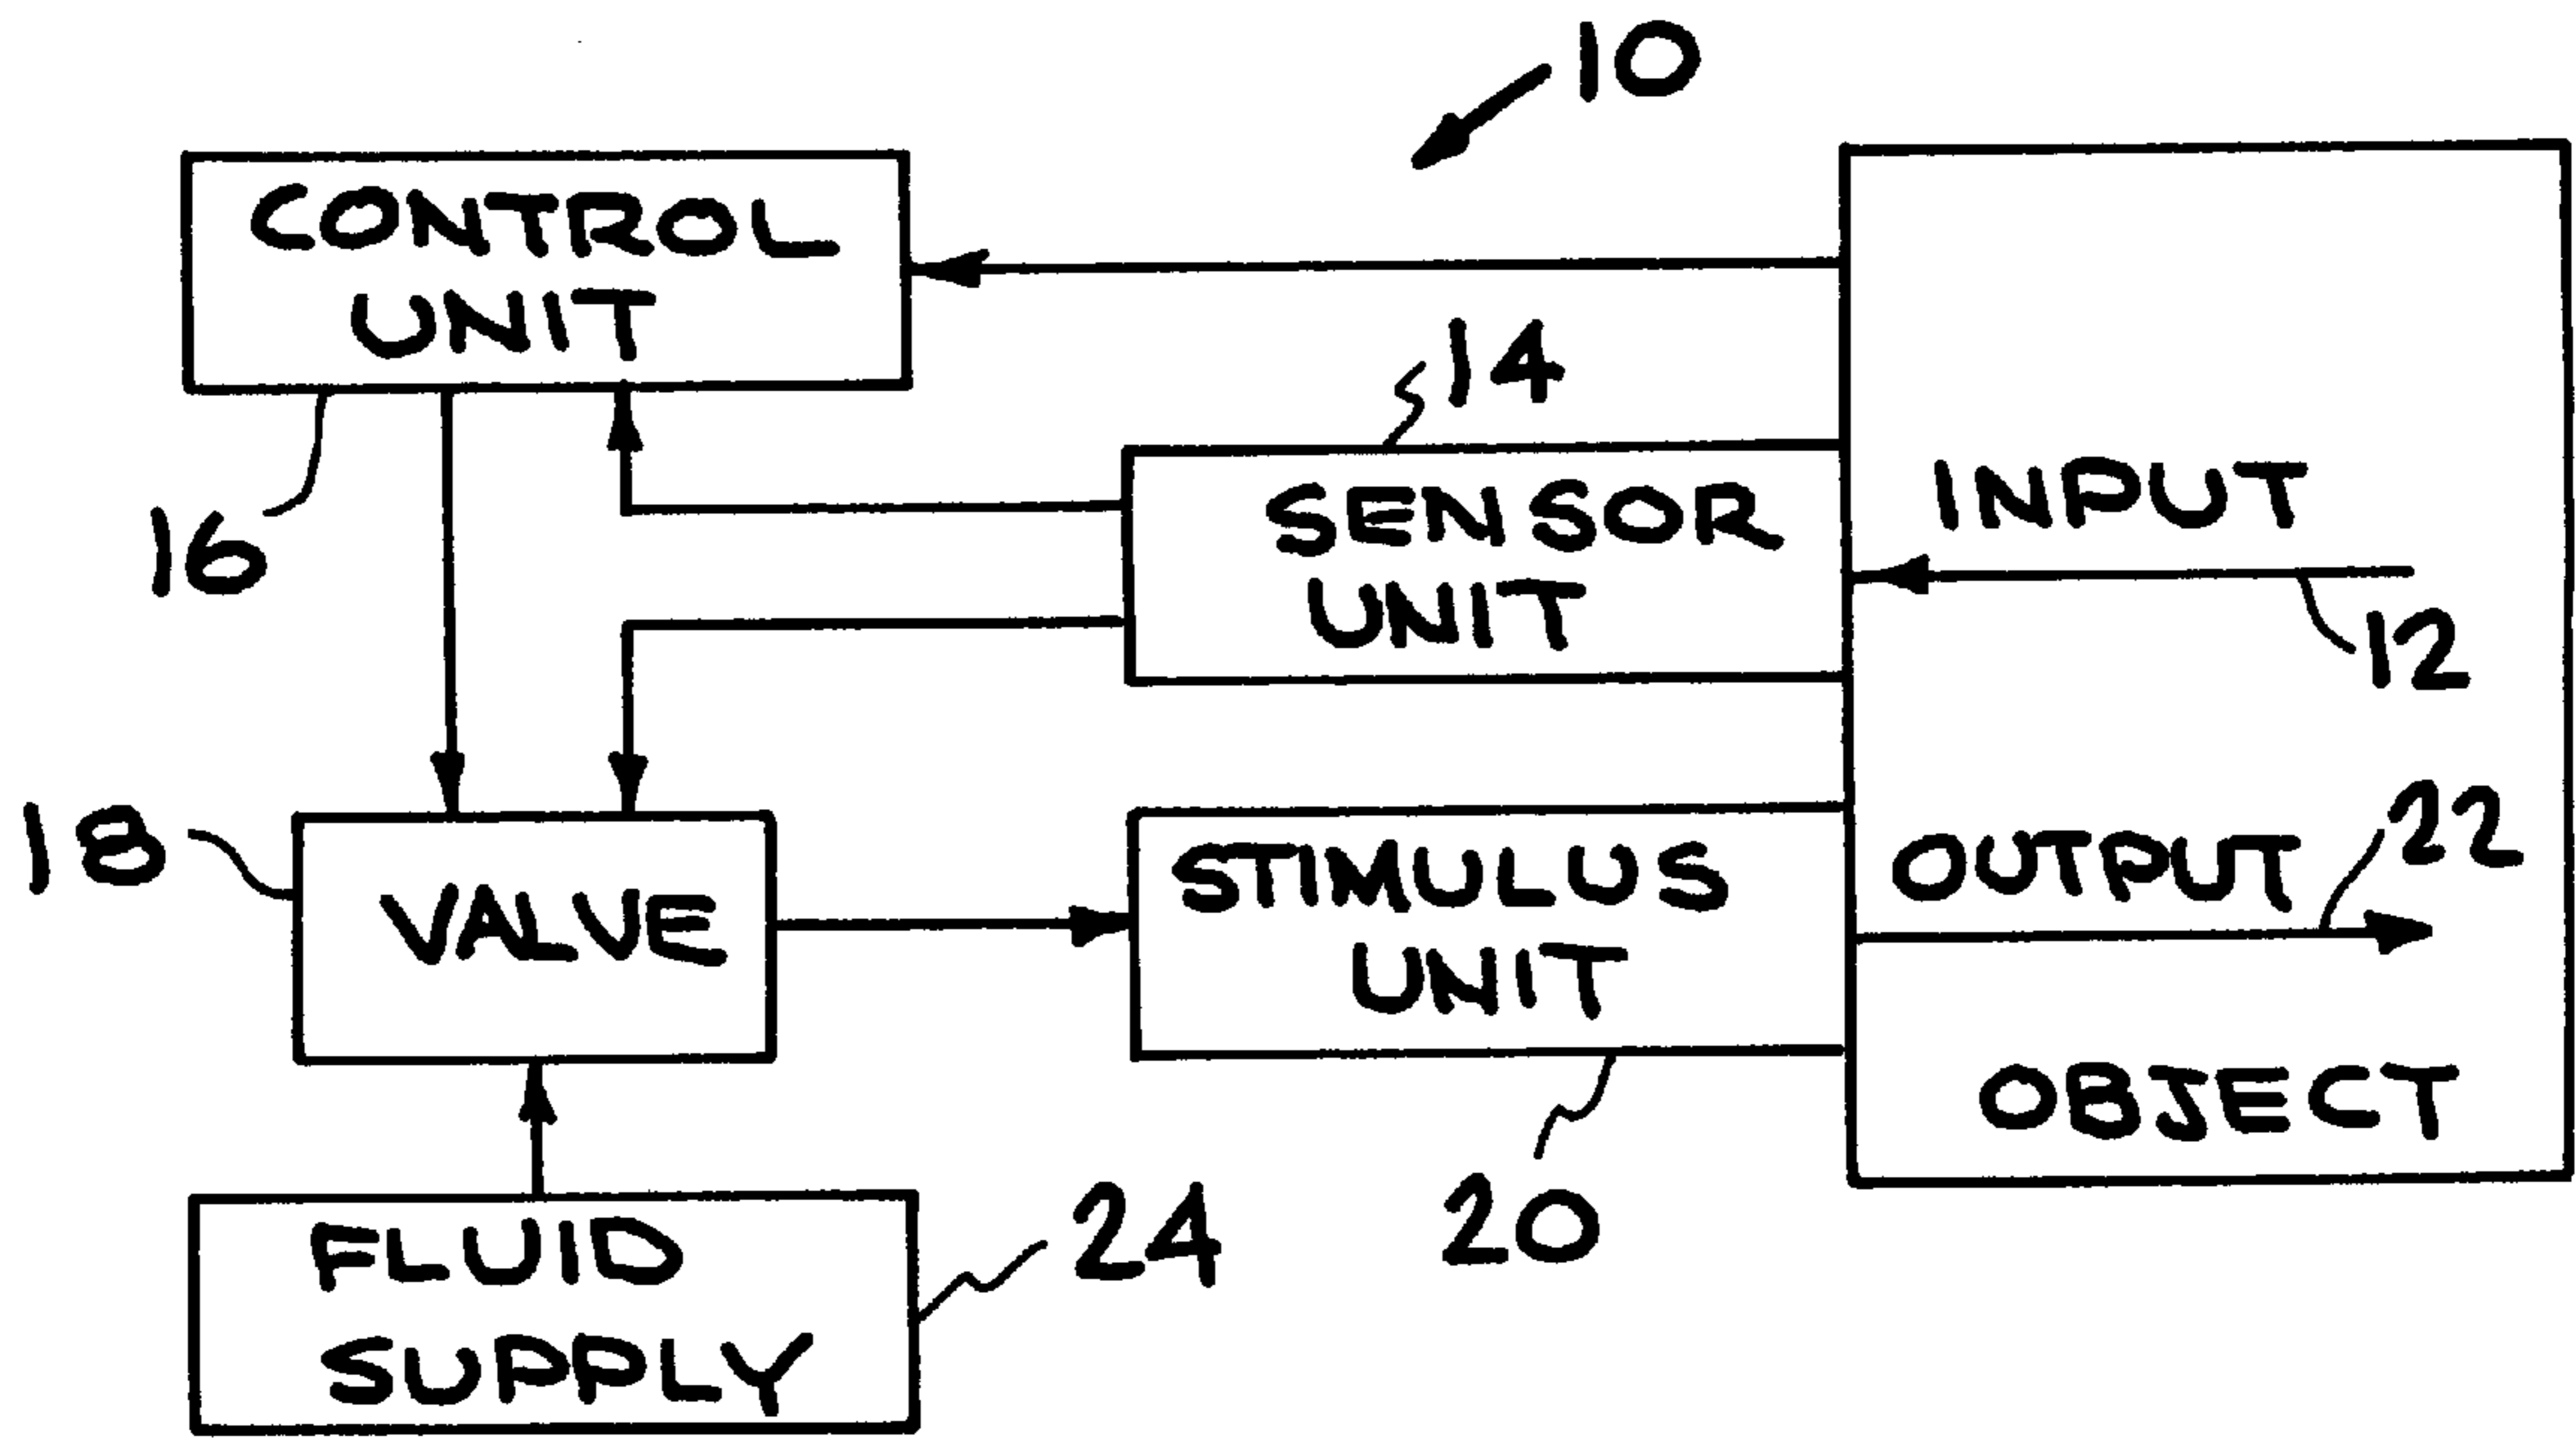 10
CONTROL
UNIT
14
SENSOR
UNIT
INPUT
16
12
18
VALVE
STIMULUS
UNIT
OUTPUT
22
OBJECT
FLUID
SUPPLY
24
20